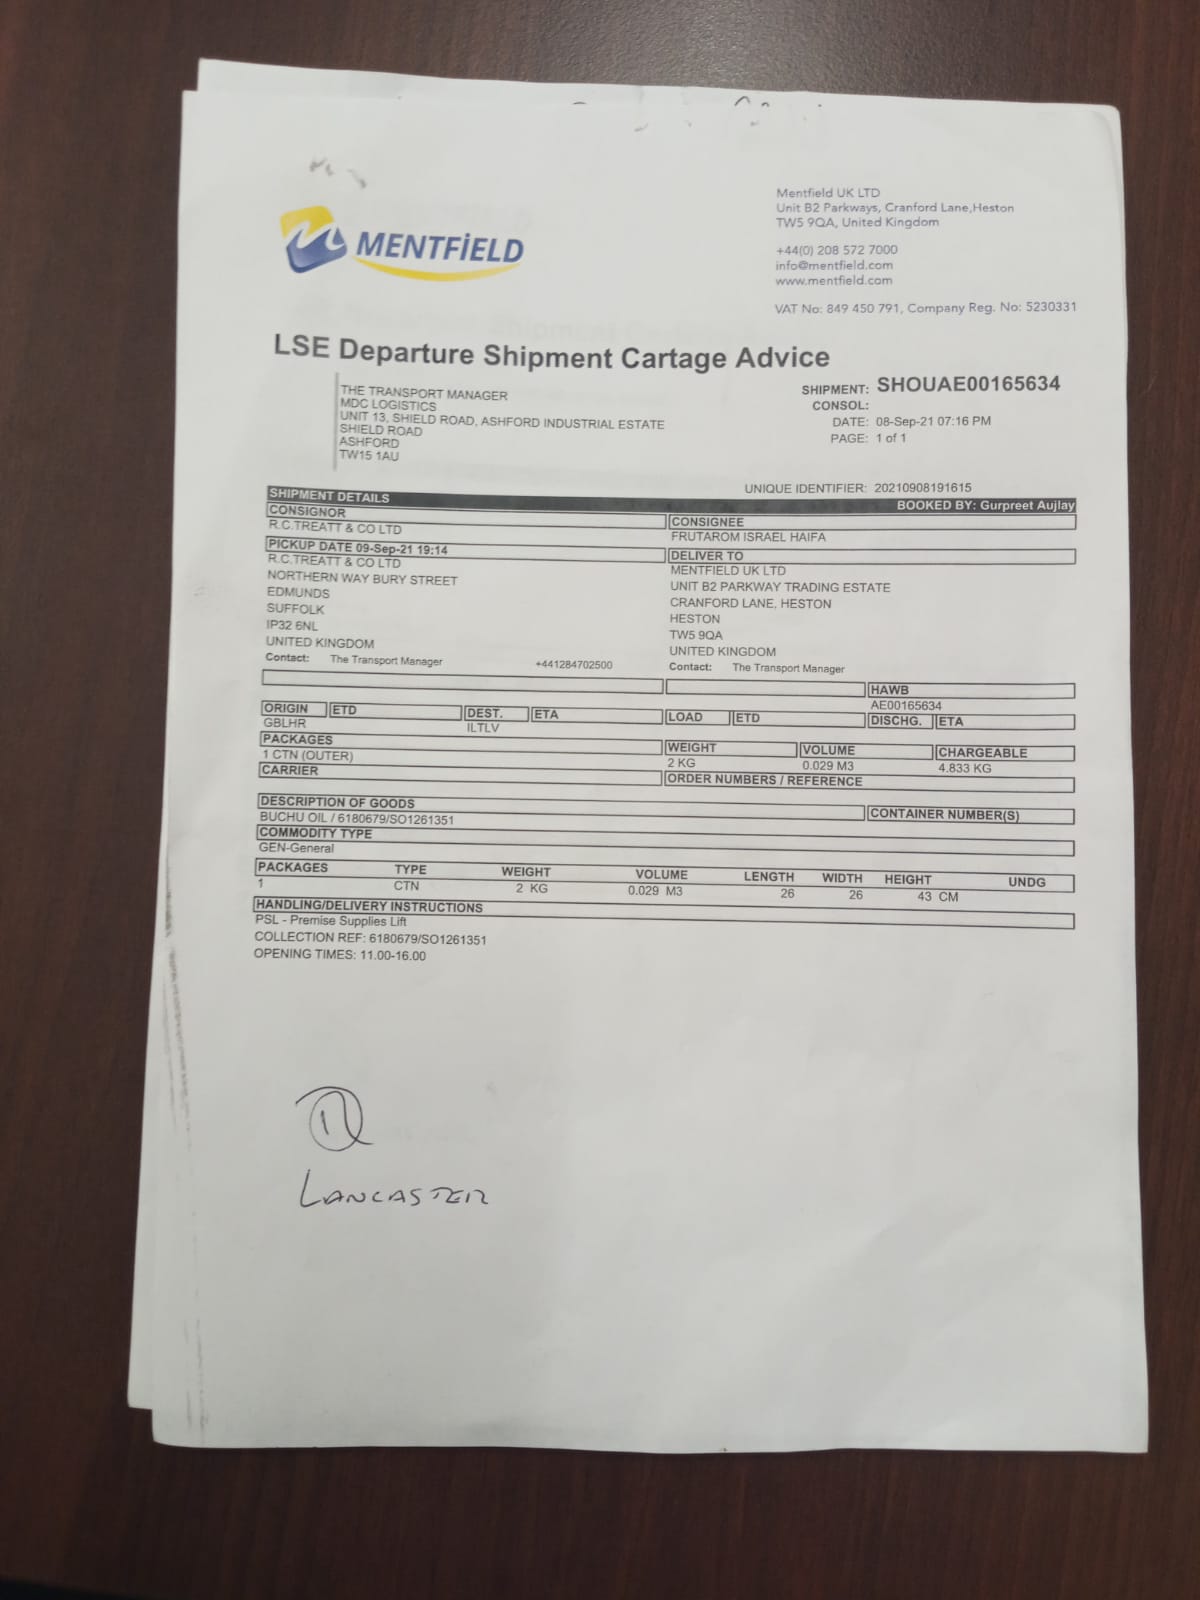 MENTFiELD
Mentfield UK LTD
Unit B2 Parkways, Cranford Lane,Heston
TW5 9QA, United Kingdom
+44(0) 208 572 7000
info@mentfield.com
www.mentfield.com
VAT No: 849 450 791, Company Reg. No: 5230331
LSE Departure Shipment Cartage Advice
THE TRANSPORT MANAGER
MDC LOGISTICS
UNIT 13, SHIELD ROAD, ASHFORD INDUSTRIAL ESTATE
SHIELD ROAD
ASHFORD
TW15 1AU
SHIPMENT: SHOUAE00165634
CONSOL:
DATE: 08-Sep-21 07:16 PM
PAGE: 1 of 1
UNIQUE IDENTIFIER: 20210908191615
SHIPMENT DETAILS BOOKED BY: Gurpreet Aujlay
CONSIGNOR
R.C.TREATT & CO LTD
CONSIGNEE
FRUTAROM ISRAEL HAIFA
PICKUP DATE 09-Sep-21 19:14
R.C.TREATT & CO LTD
NORTHERN WAY BURY STREET
EDMUNDS
SUFFOLK
IP32 6NL
UNITED KINGDOM
Contact: The Transport Manager +441284702500
DELIVER TO
MENTFIELD UK LTD
UNIT B2 PARKWAY TRADING ESTATE
CRANFORD LANE, HESTON
HESTON
TW5 9QA
UNITED KINGDOM
Contact: The Transport Manager
HAWB
AE00165634
ORIGIN ETD DEST. ETA LOAD ETD DISCHG. ETA
GBLHR ILTLV
PACKAGES WEIGHT VOLUME CHARGEABLE
1 CTN (OUTER) 2 KG 0.029 M3 4.833 KG
CARRIER ORDER NUMBERS / REFERENCE
DESCRIPTION OF GOODS CONTAINER NUMBER(S)
BUCHU OIL / 6180679/SO1261351
COMMODITY TYPE
GEN-General
PACKAGES TYPE WEIGHT VOLUME LENGTH WIDTH HEIGHT UNDG
1 CTN 2 KG 0.029 M3 26 26 43 CM
HANDLING/DELIVERY INSTRUCTIONS
PSL - Premise Supplies Lift
COLLECTION REF: 6180679/SO1261351
OPENING TIMES: 11.00-16.00
LANCASTER